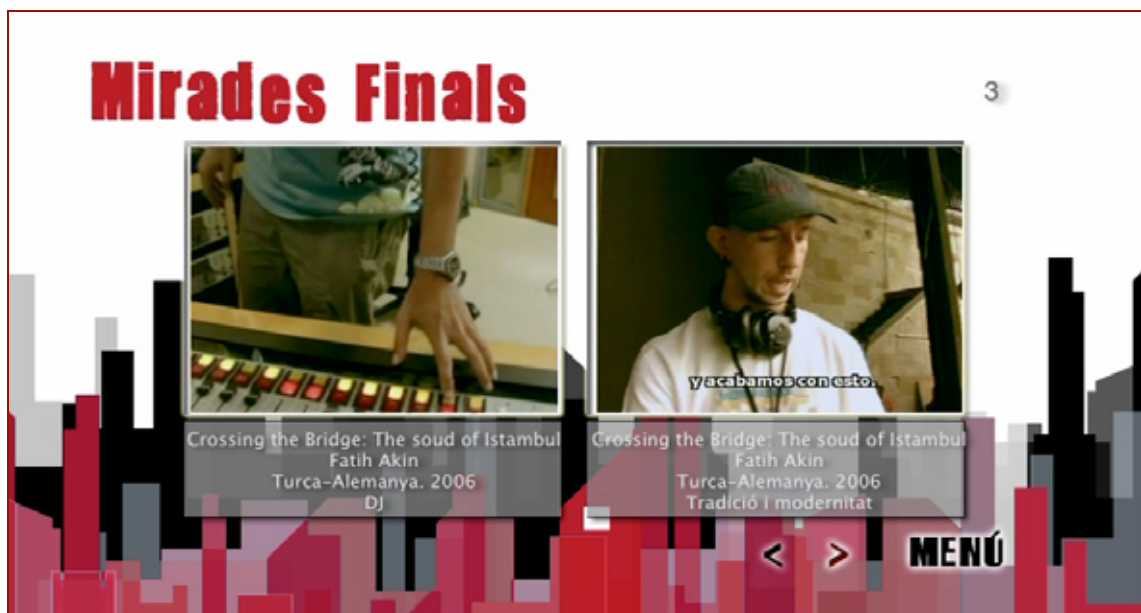 Mirades Finals
3
y acabamos con esto.
Crossing the Bridge: The soud of Istambul
Fatih Akin
Turca-Alemanya. 2006
DJ
Crossing the Bridge: The soud of Istambul
Fatih Akin
Turca-Alemanya. 2006
Tradició i modernitat
< > MENÚ